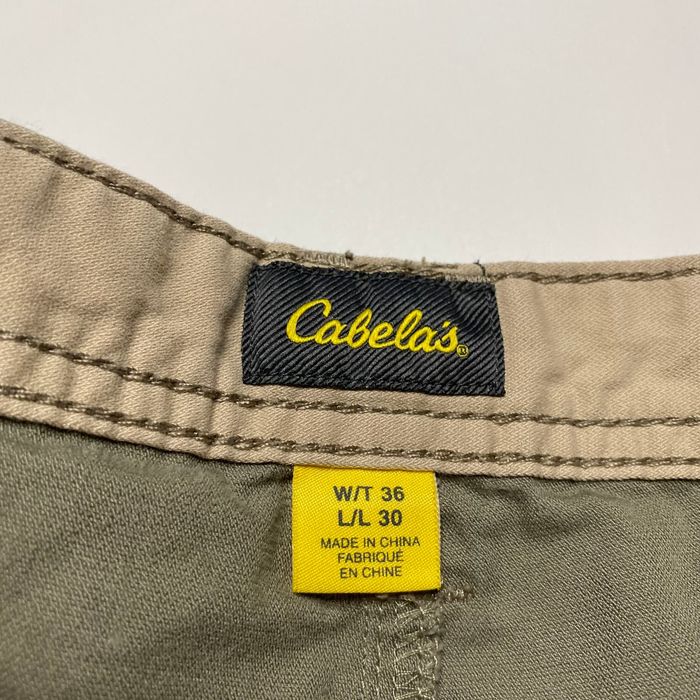 Cabela's®
W/T 36
L/L 30
MADE IN CHINA
FABRIQUÉ
EN CHINE